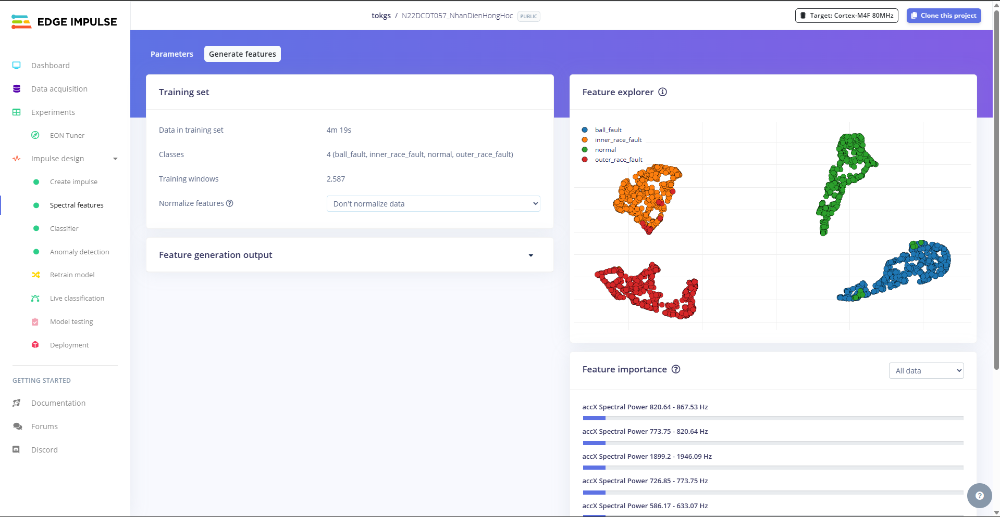 EDGE IMPULSE
tokgs / N22DCDT057_NhanDienHongHoc PUBLIC
Target: Cortex-M4F 80MHz
Clone this project
Dashboard
Data acquisition
Experiments
EON Tuner
Impulse design
Create impulse
Spectral features
Classifier
Anomaly detection
Retrain model
Live classification
Model testing
Deployment
GETTING STARTED
Documentation
Forums
Discord
Parameters
Generate features
Training set
Data in training set 4m 19s
Classes 4 (ball_fault, inner_race_fault, normal, outer_race_fault)
Training windows 2,587
Normalize features ? Don't normalize data
Feature generation output
Feature explorer
ball_fault
inner_race_fault
normal
outer_race_fault
Feature importance ? All data
accX Spectral Power 820.64 - 867.53 Hz
accX Spectral Power 773.75 - 820.64 Hz
accX Spectral Power 1899.2 - 1946.09 Hz
accX Spectral Power 726.85 - 773.75 Hz
accX Spectral Power 586.17 - 633.07 Hz
?